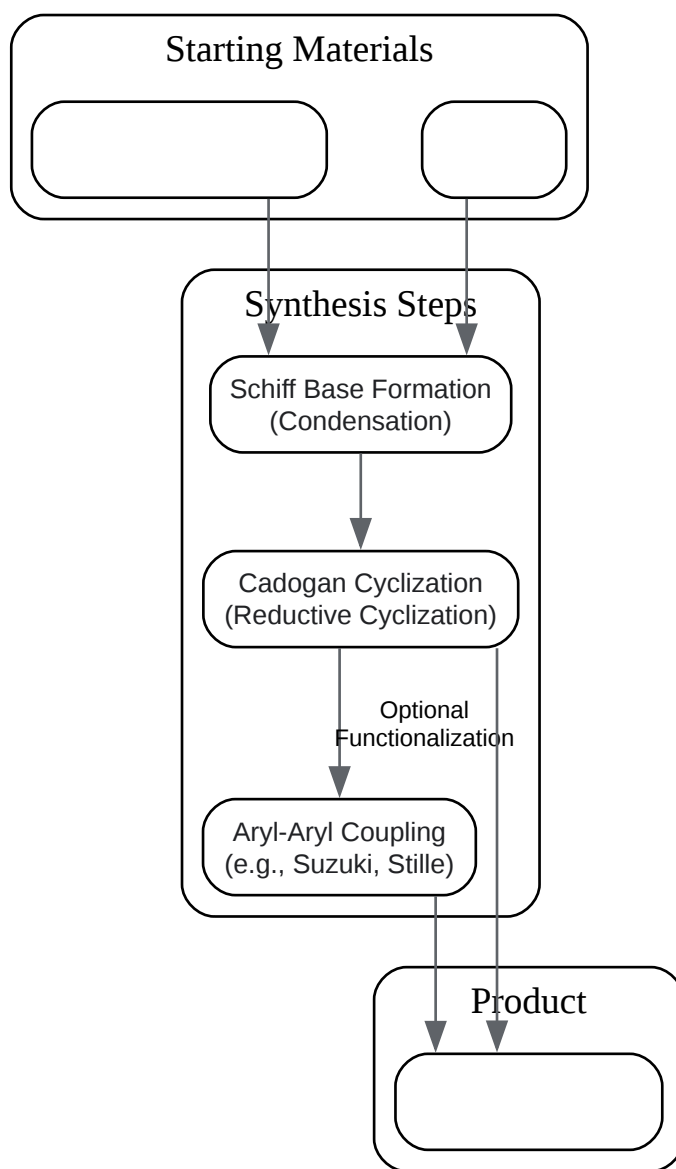 Starting Materials
Synthesis Steps
Schiff Base Formation
(Condensation)
Cadogan Cyclization
(Reductive Cyclization)
Optional
Functionalization
Aryl-Aryl Coupling
(e.g., Suzuki, Stille)
Product